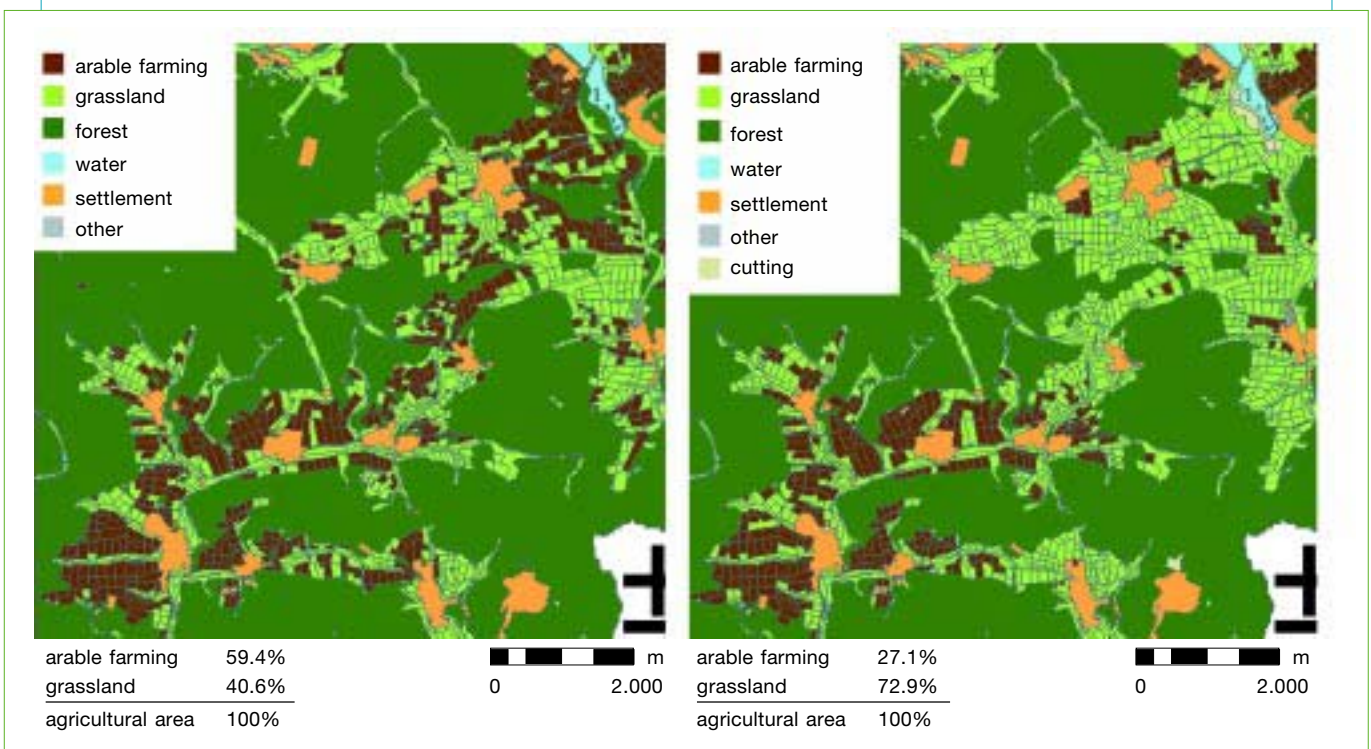 arable farming
grassland
forest
water
settlement
other
arable farming
grassland
forest
water
settlement
other
cutting
arable farming 59.4%
grassland 40.6%
agricultural area 100%
m
0 2.000
arable farming 27.1%
grassland 72.9%
agricultural area 100%
m
0 2.000